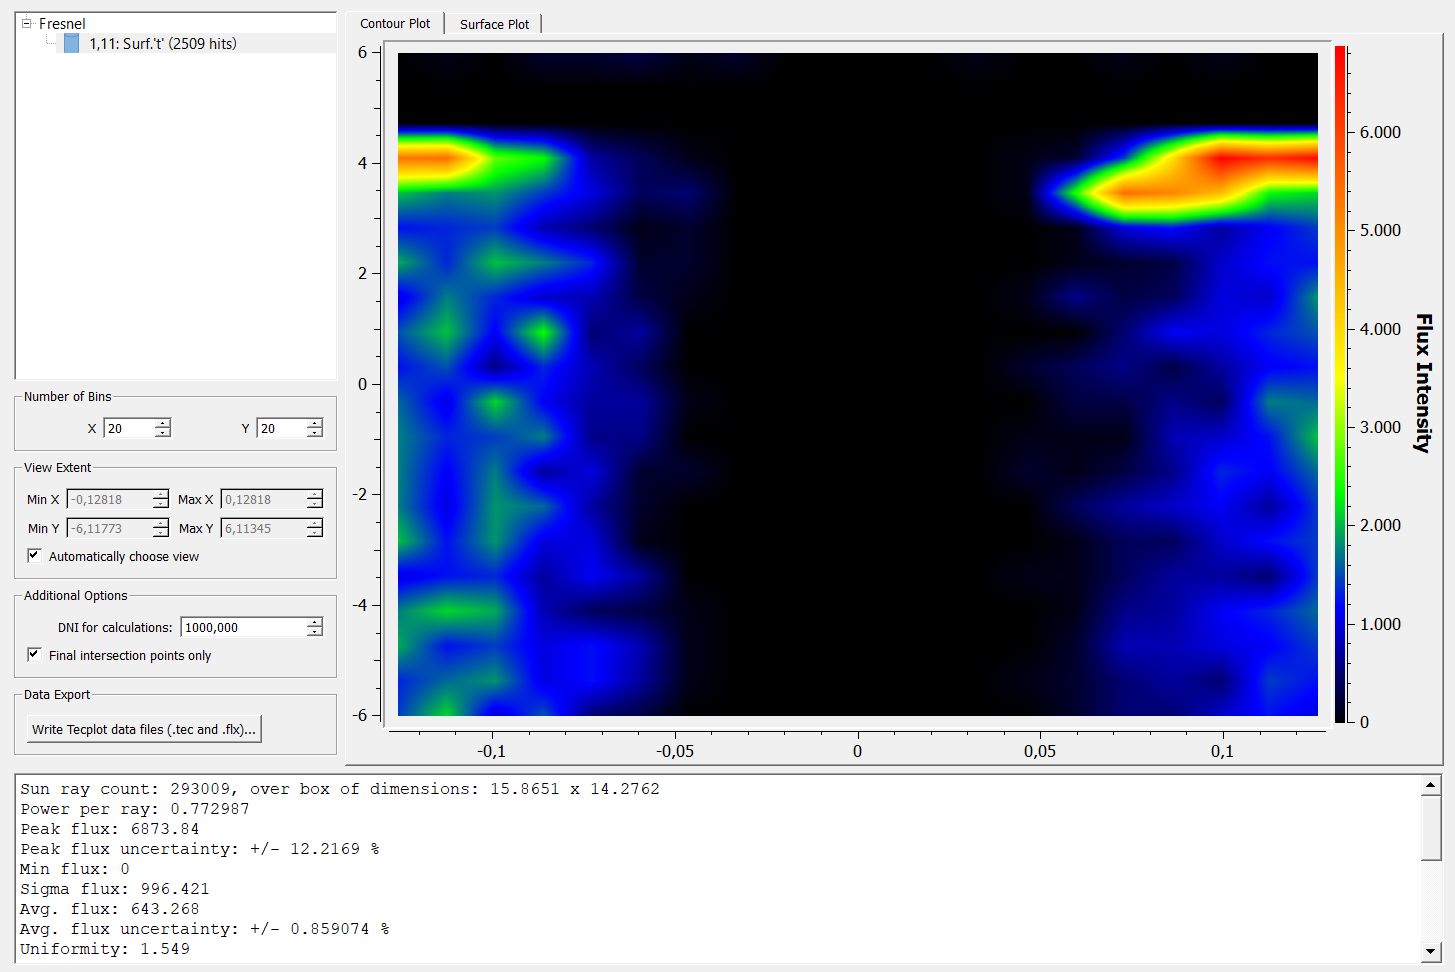 Fresnel
1,11: Surf.'t' (2509 hits)
Number of Bins
X 20 Y 20
View Extent
Min X -0,12818 Max X 0,12818
Min Y -6,11773 Max Y 6,11345
Automatically choose view
Additional Options
DNI for calculations: 1000,000
Final intersection points only
Data Export
Write Tecplot data files (.tec and .flx)...
Contour Plot Surface Plot
6
4
2
0
-2
-4
-6
-0,1 -0,05 0 0,05 0,1
6.000
5.000
4.000
3.000
2.000
1.000
0
Flux Intensity
Sun ray count: 293009, over box of dimensions: 15.8651 x 14.2762
Power per ray: 0.772987
Peak flux: 6873.84
Peak flux uncertainty: +/- 12.2169 %
Min flux: 0
Sigma flux: 996.421
Avg. flux: 643.268
Avg. flux uncertainty: +/- 0.859074 %
Uniformity: 1.549